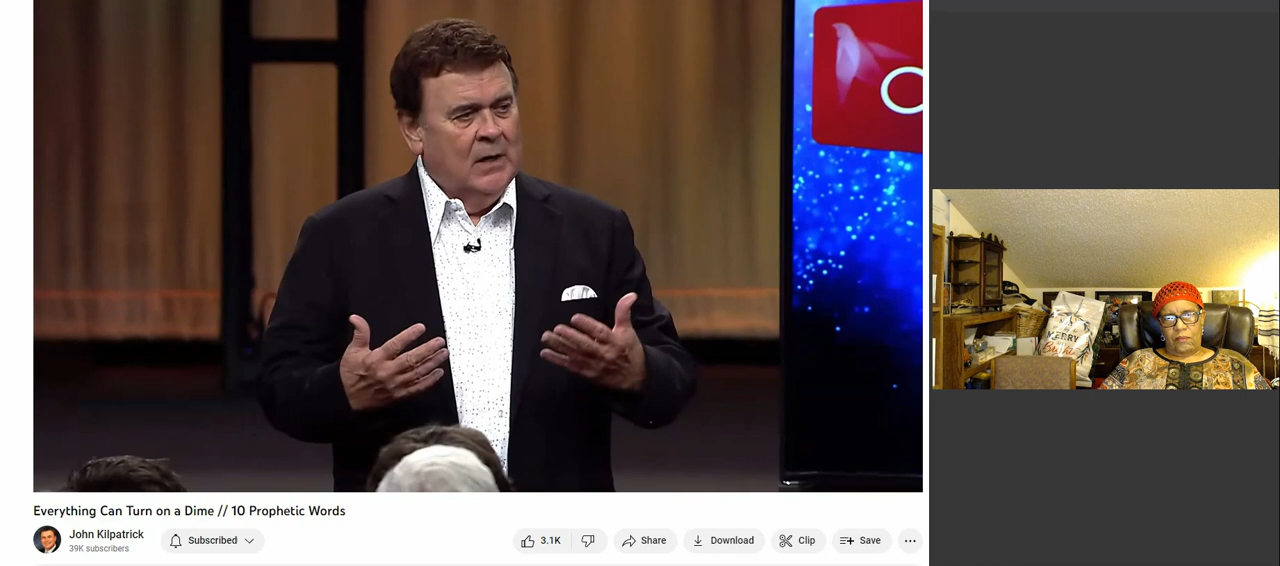 Everything Can Turn on a Dime // 10 Prophetic Words
John Kilpatrick
39K subscribers
Subscribed
3.1K
Share
Download
Clip
Save